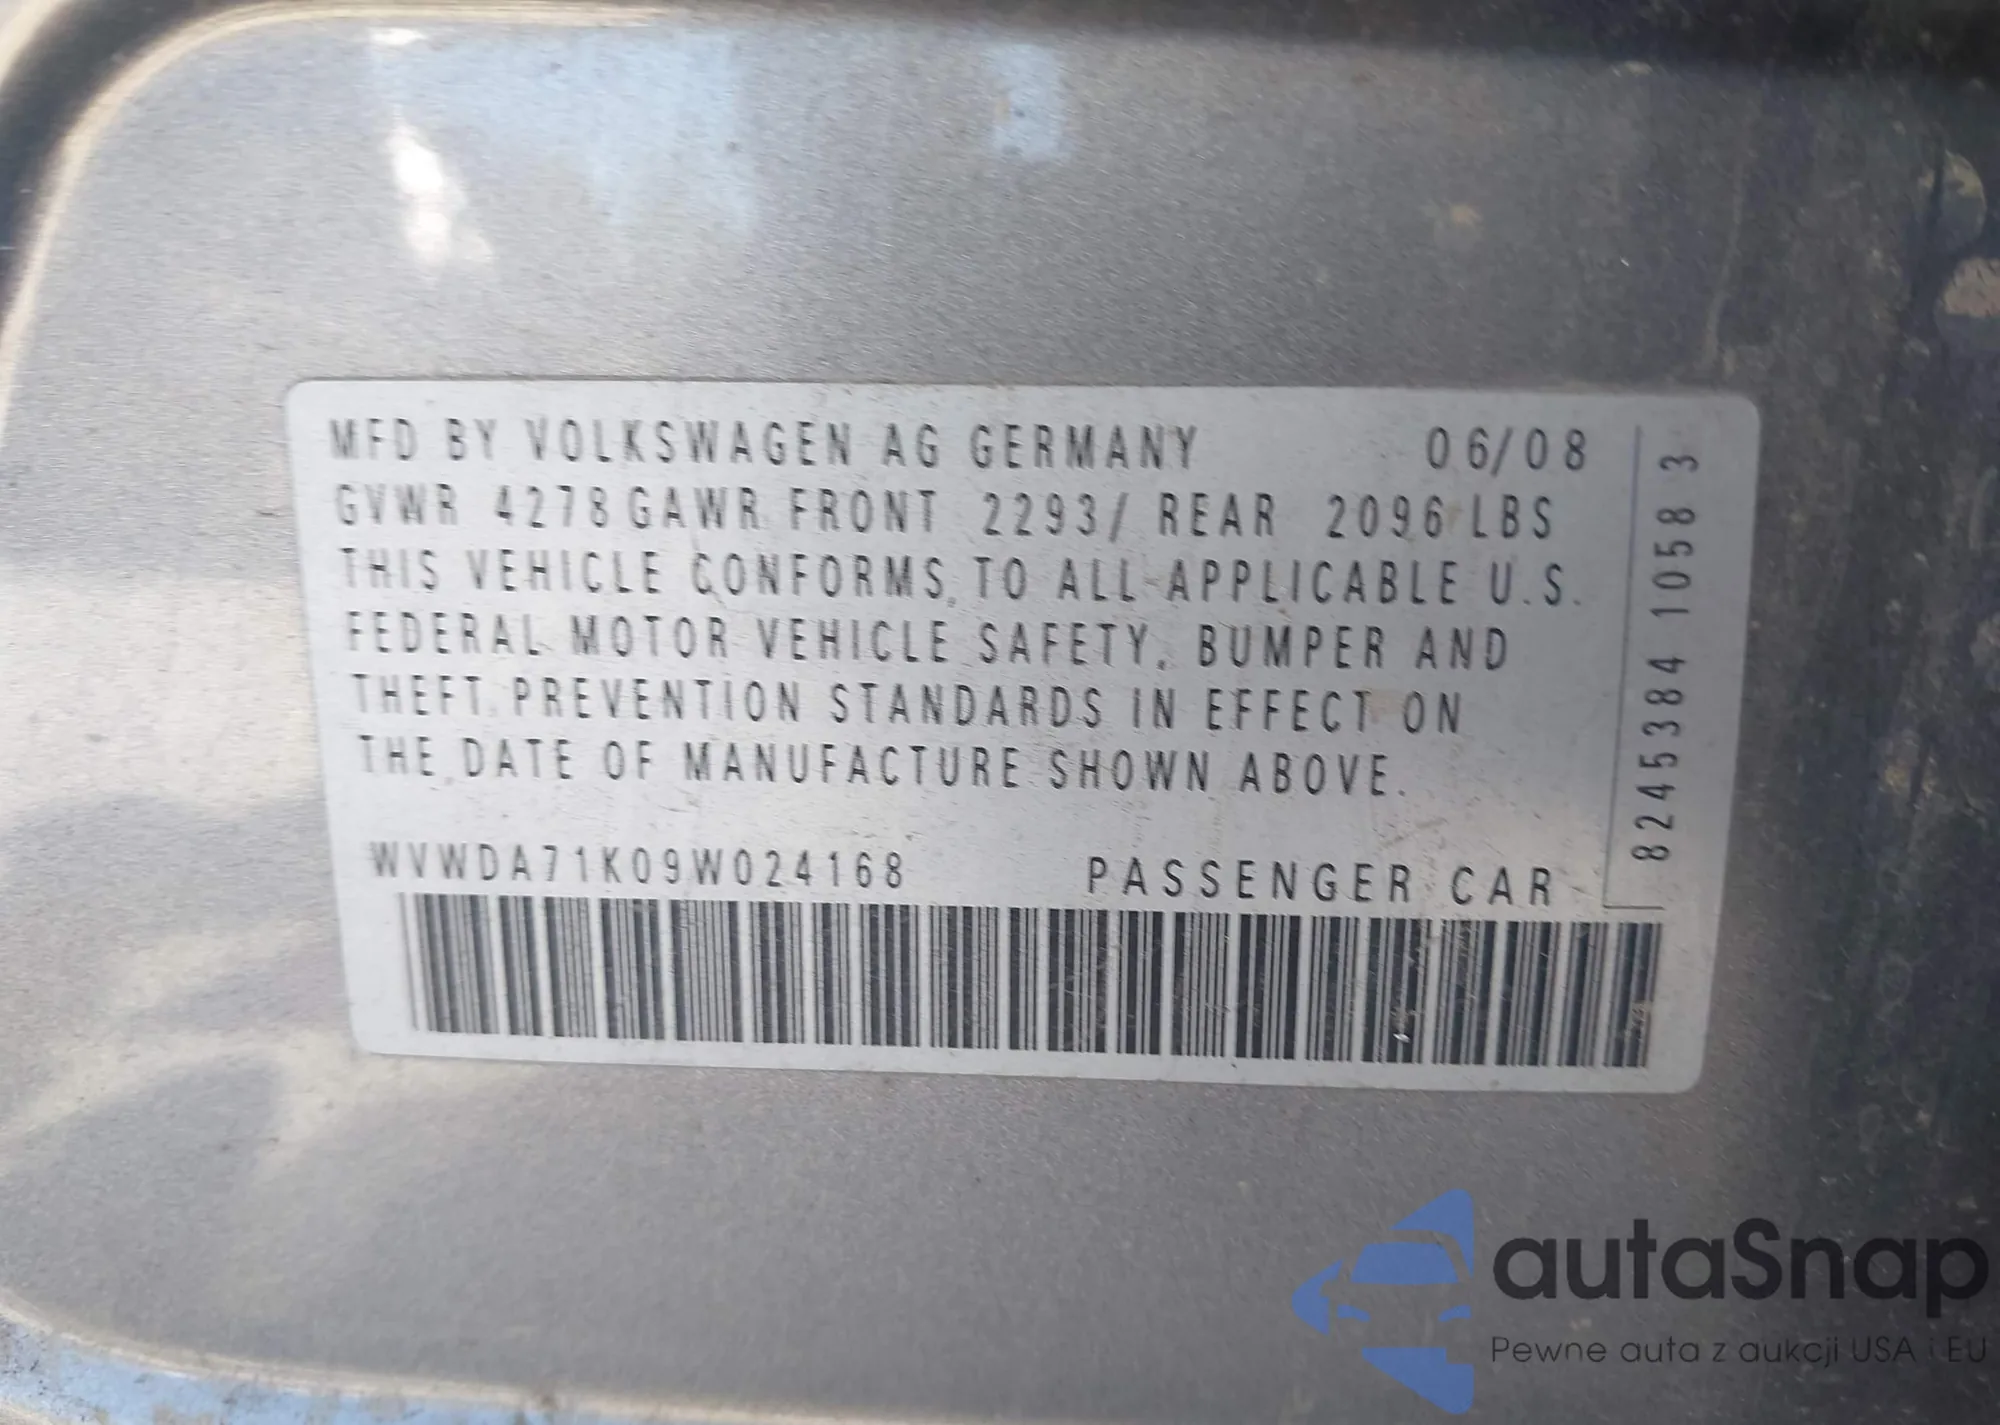 MFD BY VOLKSWAGEN AG GERMANY 06/08
GVWR 4278 GAWR FRONT 2293/ REAR 2096 LBS
THIS VEHICLE CONFORMS TO ALL APPLICABLE U.S.
FEDERAL MOTOR VEHICLE SAFETY, BUMPER AND
THEFT PREVENTION STANDARDS IN EFFECT ON
THE DATE OF MANUFACTURE SHOWN ABOVE.
WVWDA71K09W024168 PASSENGER CAR
8245384 1058 3
autaSnap
Pewne auta z aukcji USA i EU